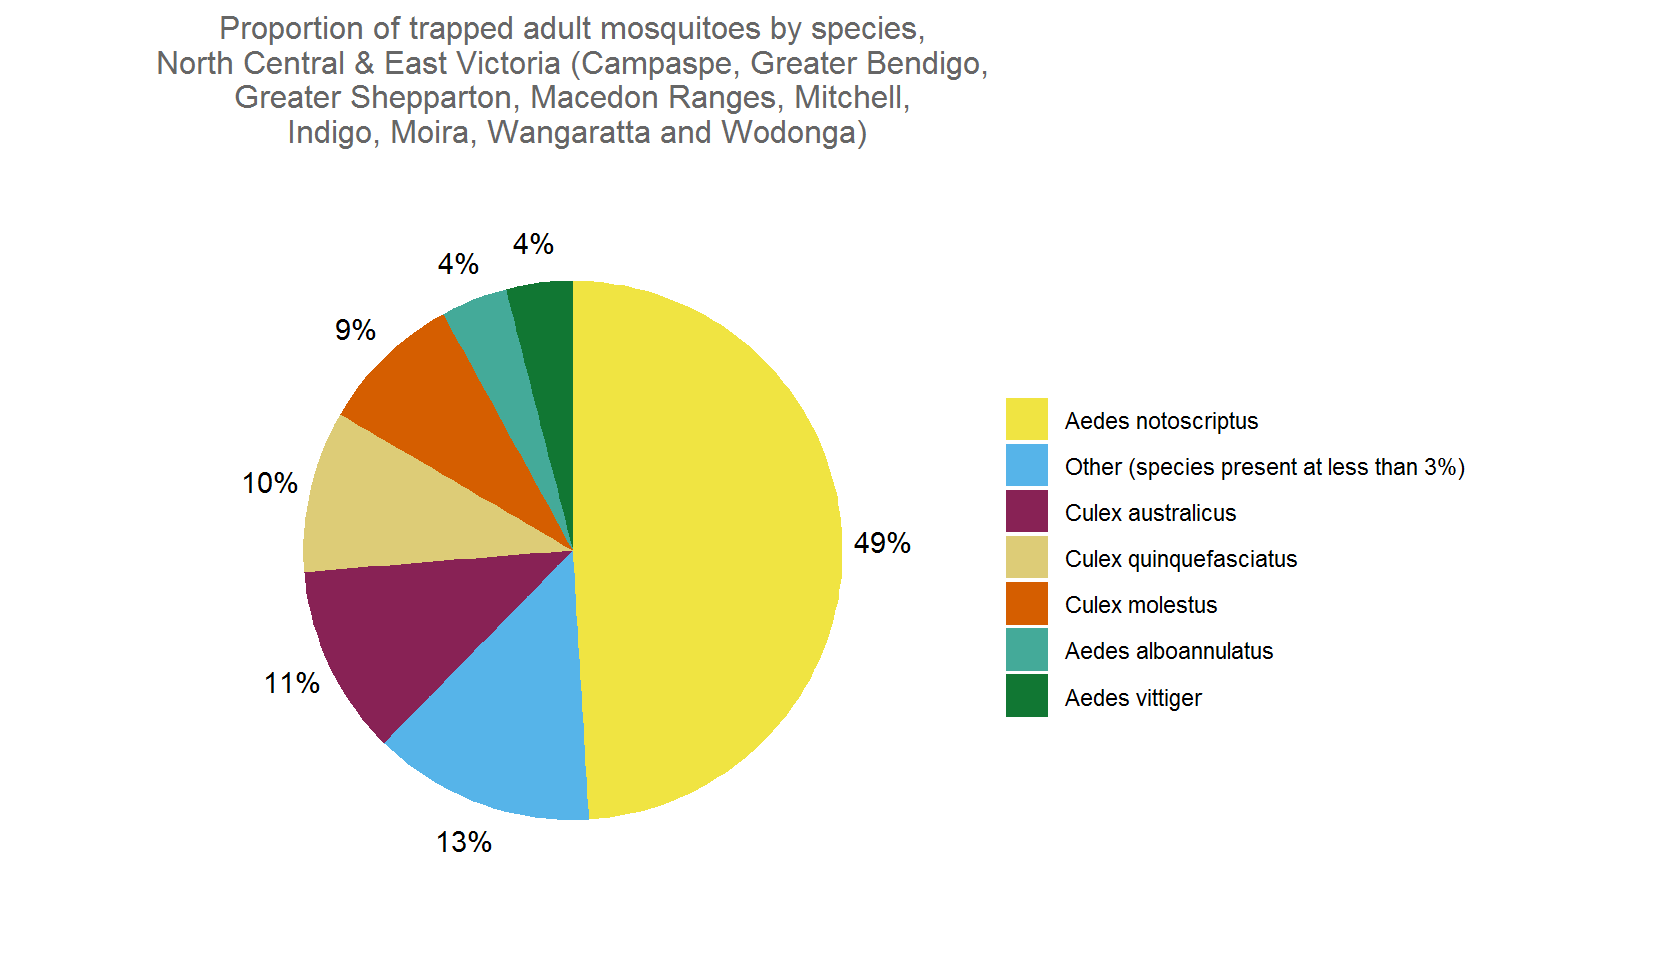 Proportion of trapped adult mosquitoes by species,
North Central & East Victoria (Campaspe, Greater Bendigo,
Greater Shepparton, Macedon Ranges, Mitchell,
Indigo, Moira, Wangaratta and Wodonga)
4%
4%
9%
10%
49%
11%
13%
Aedes notoscriptus
Other (species present at less than 3%)
Culex australicus
Culex quinquefasciatus
Culex molestus
Aedes alboannulatus
Aedes vittiger